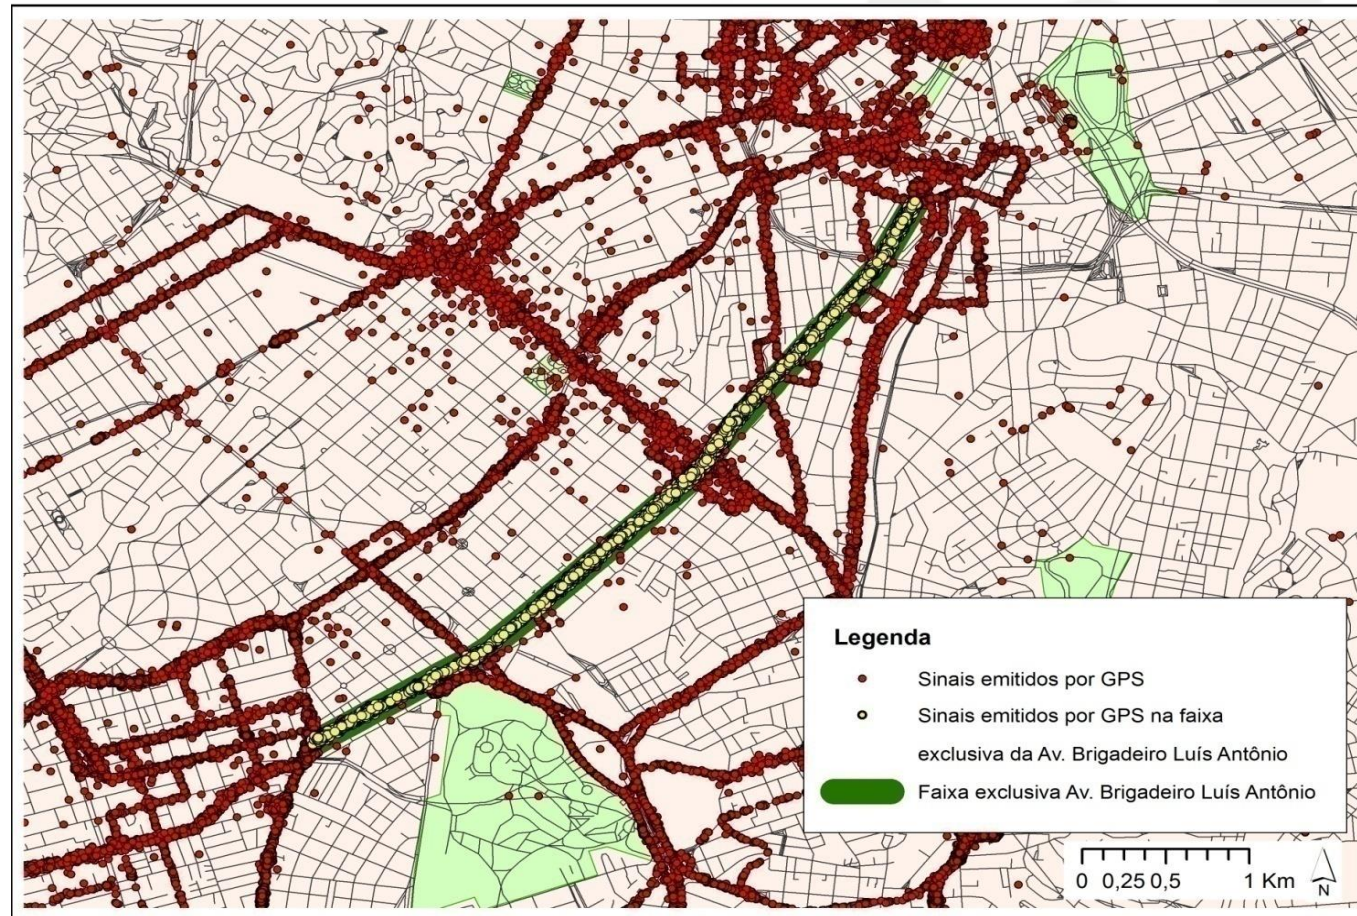 Legenda
Sinais emitidos por GPS
Sinais emitidos por GPS na faixa
exclusiva da Av. Brigadeiro Luís Antônio
Faixa exclusiva Av. Brigadeiro Luís Antônio
0 0,25 0,5 1 Km
N